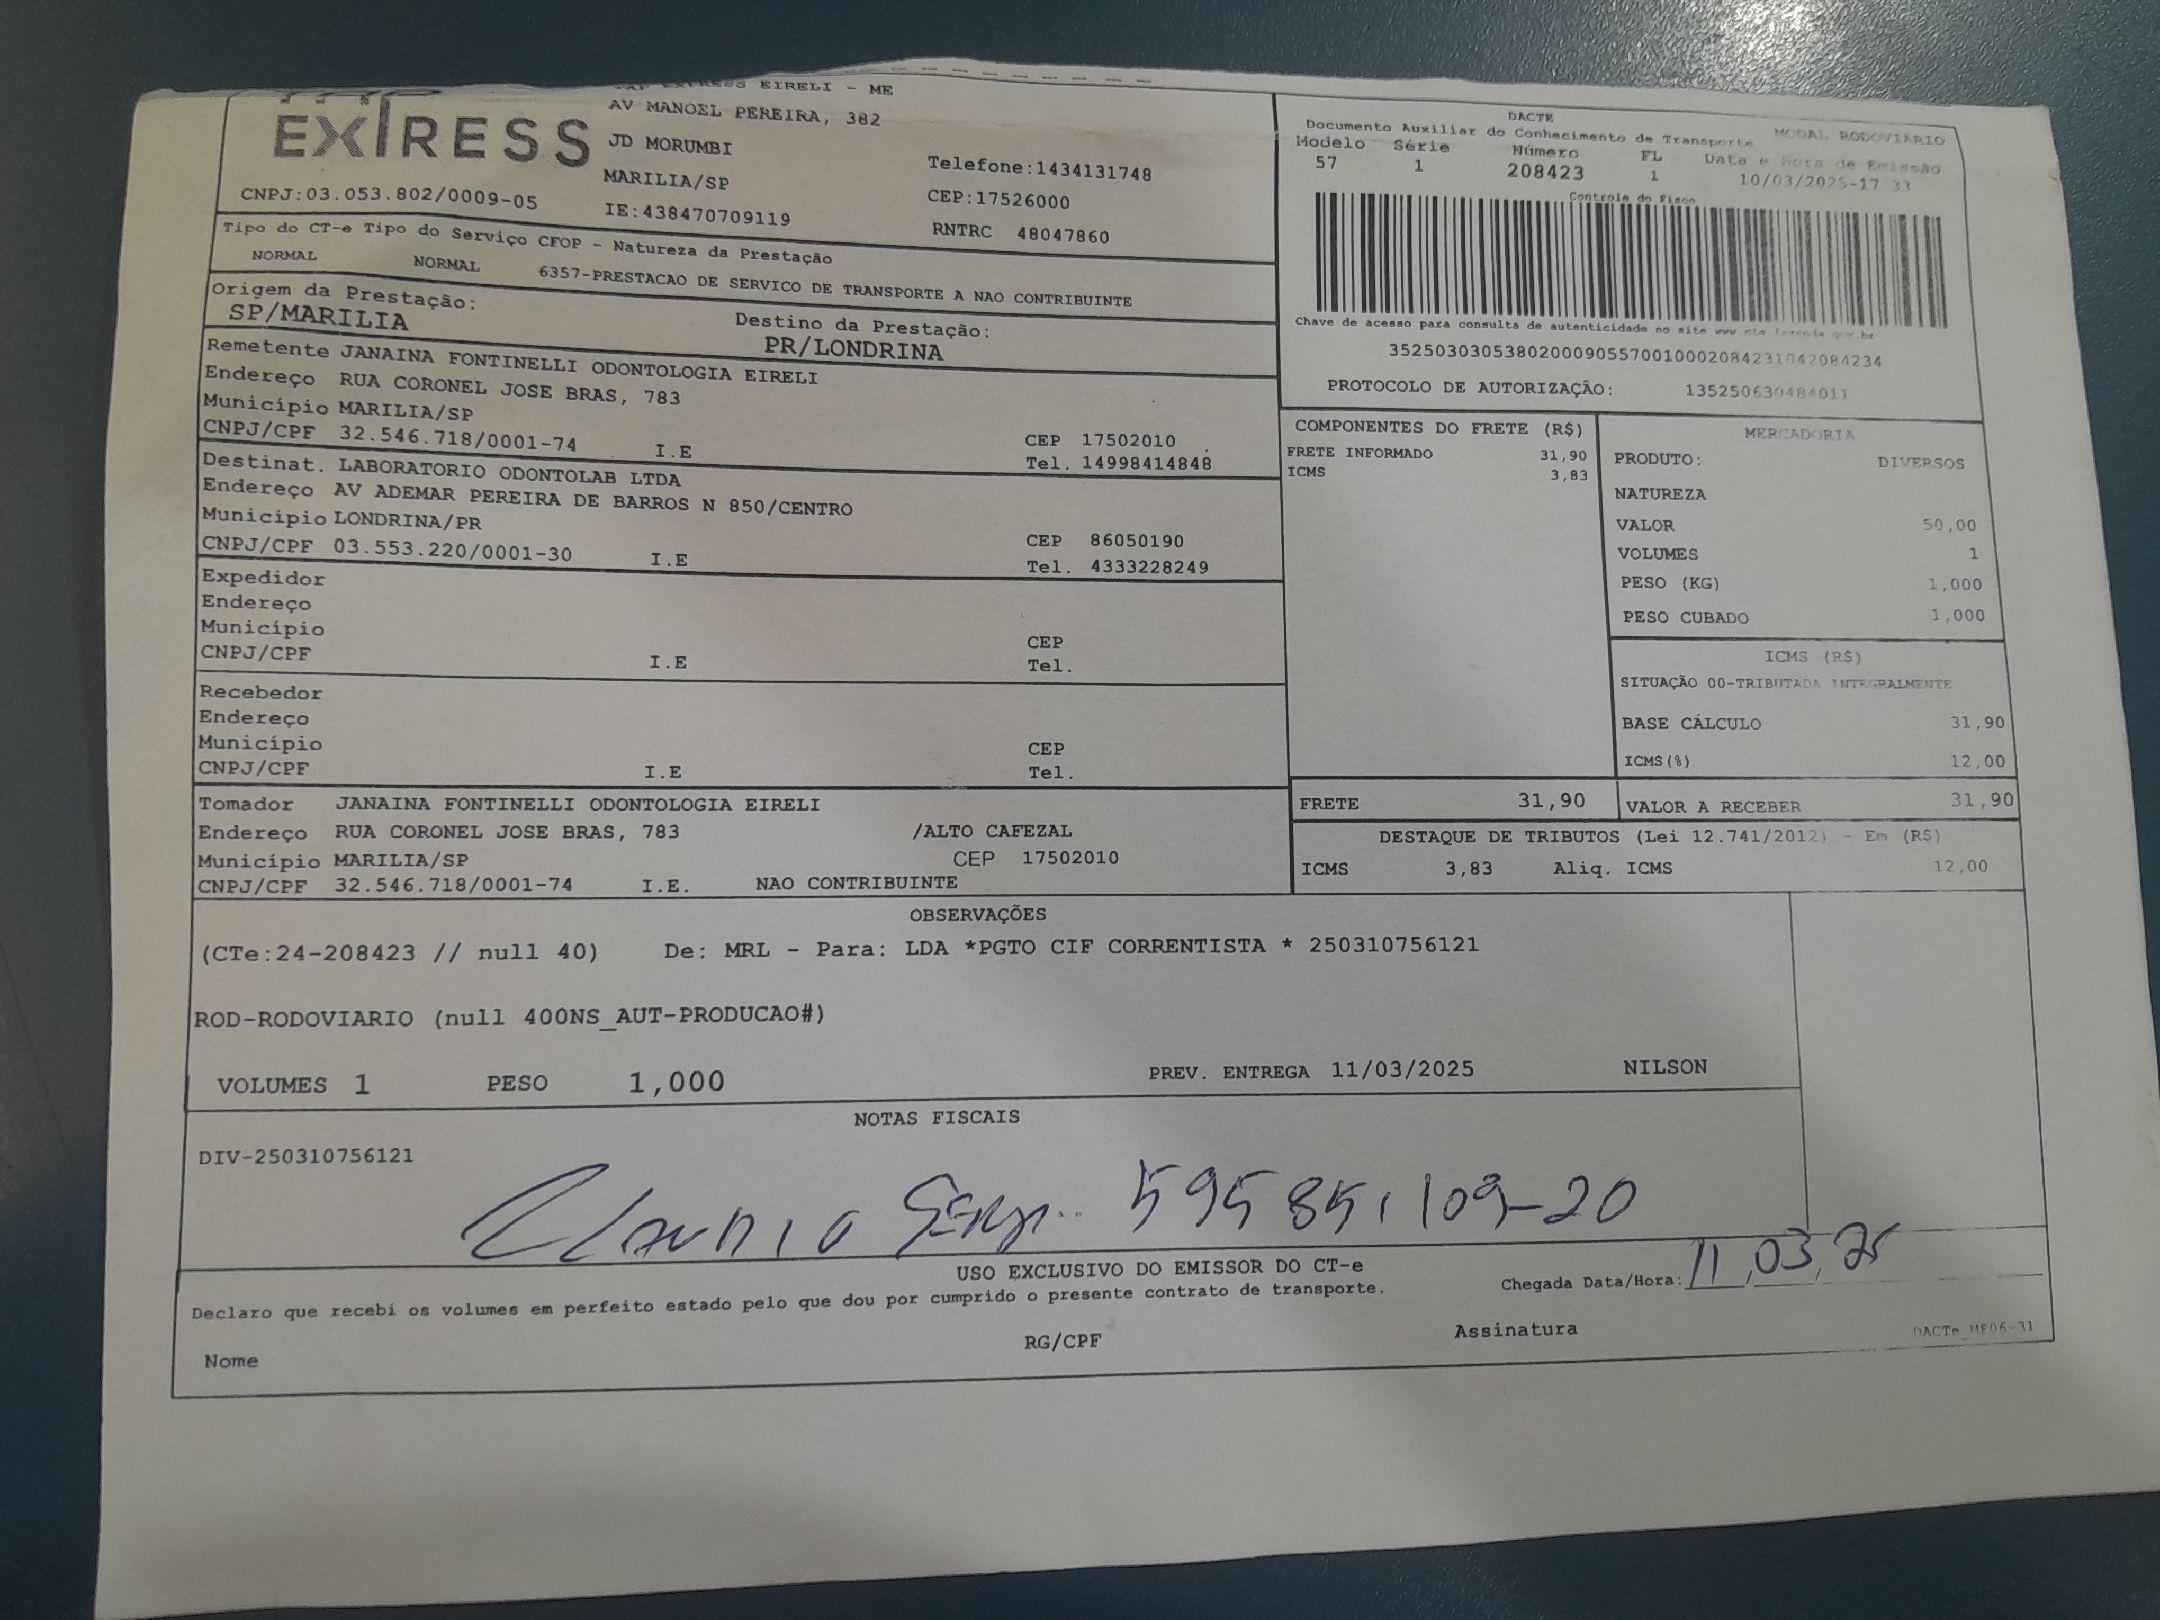 EXPRESS
EXPRESS EIRELI - ME
AV MANOEL PEREIRA, 382
JD MORUMBI
MARILIA/SP
Telefone:1434131748
CEP:17526000
CNPJ:03.053.802/0009-05
IE:438470709119
RNTRC 48047860
DACTE
Documento Auxiliar do Conhecimento de Transporte
MODAL RODOVIÁRIO
Modelo Série Número FL Data e Hora de Emissão
57 1 208423 1 10/03/2025-17:33
Controle do Fisco
Chave de acesso para consulta de autenticidade no site www.cte.fazenda.gov.br
35250303053802000905570010002084231042084234
PROTOCOLO DE AUTORIZAÇÃO: 135250630484011
Tipo do CT-e Tipo do Serviço CFOP - Natureza da Prestação
NORMAL NORMAL 6357-PRESTACAO DE SERVICO DE TRANSPORTE A NAO CONTRIBUINTE
Origem da Prestação:
SP/MARILIA
Destino da Prestação:
PR/LONDRINA
Remetente JANAINA FONTINELLI ODONTOLOGIA EIRELI
Endereço RUA CORONEL JOSE BRAS, 783
Município MARILIA/SP
CEP 17502010
CNPJ/CPF 32.546.718/0001-74 I.E
Tel. 14998414848
Destinat. LABORATORIO ODONTOLAB LTDA
Endereço AV ADEMAR PEREIRA DE BARROS N 850/CENTRO
Município LONDRINA/PR
CEP 86050190
CNPJ/CPF 03.553.220/0001-30 I.E
Tel. 4333228249
Expedidor
Endereço
Município
CEP
CNPJ/CPF I.E
Tel.
Recebedor
Endereço
Município
CEP
CNPJ/CPF I.E
Tel.
Tomador JANAINA FONTINELLI ODONTOLOGIA EIRELI
Endereço RUA CORONEL JOSE BRAS, 783 /ALTO CAFEZAL
Município MARILIA/SP CEP 17502010
CNPJ/CPF 32.546.718/0001-74 I.E. NAO CONTRIBUINTE
COMPONENTES DO FRETE (R$)
FRETE INFORMADO 31,90
ICMS 3,83
MERCADORIA
PRODUTO: DIVERSOS
NATUREZA
VALOR 50,00
VOLUMES 1
PESO (KG) 1,000
PESO CUBADO 1,000
ICMS (R$)
SITUAÇÃO 00-TRIBUTADA INTEGRALMENTE
BASE CÁLCULO 31,90
ICMS(%) 12,00
FRETE 31,90
VALOR A RECEBER 31,90
DESTAQUE DE TRIBUTOS (Lei 12.741/2012) - Em (R$)
ICMS 3,83 Aliq. ICMS 12,00
OBSERVAÇÕES
(CTe:24-208423 // null 40) De: MRL - Para: LDA *PGTO CIF CORRENTISTA * 250310756121
ROD-RODOVIARIO (null 400NS_AUT-PRODUCAO#)
VOLUMES 1 PESO 1,000 PREV. ENTREGA 11/03/2025 NILSON
NOTAS FISCAIS
DIV-250310756121
Claudio 59585.109-20
USO EXCLUSIVO DO EMISSOR DO CT-e
Declaro que recebi os volumes em perfeito estado pelo que dou por cumprido o presente contrato de transporte.
Chegada Data/Hora: 11/03/25
Nome
RG/CPF
Assinatura
DACTe_MF06-31